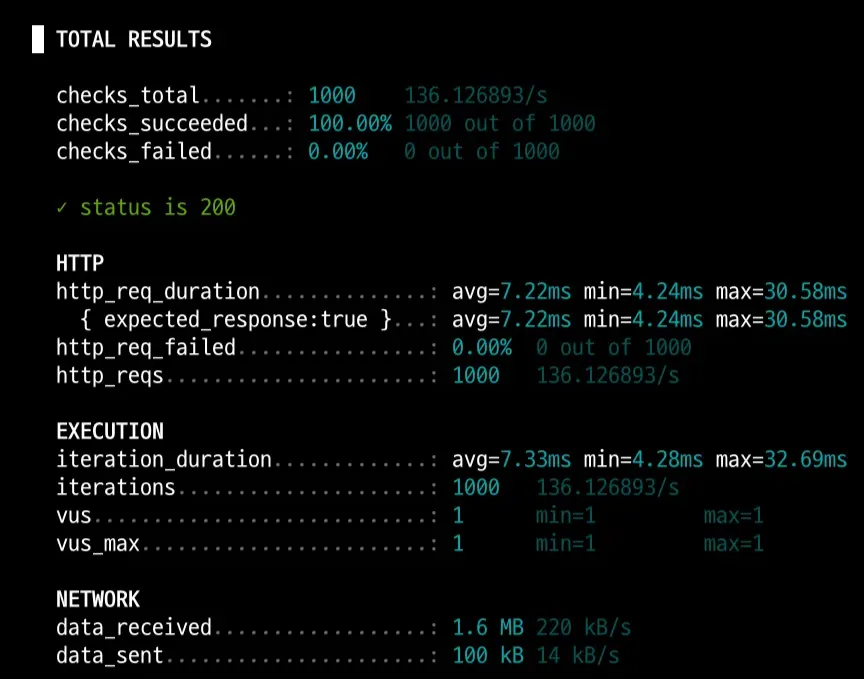 TOTAL RESULTS
checks_total.......: 1000 136.126893/s
checks_succeeded...: 100.00% 1000 out of 1000
checks_failed......: 0.00% 0 out of 1000
✓ status is 200
HTTP
http_req_duration..............: avg=7.22ms min=4.24ms max=30.58ms
{ expected_response:true }...: avg=7.22ms min=4.24ms max=30.58ms
http_req_failed................: 0.00% 0 out of 1000
http_reqs......................: 1000 136.126893/s
EXECUTION
iteration_duration.............: avg=7.33ms min=4.28ms max=32.69ms
iterations.....................: 1000 136.126893/s
vus............................: 1 min=1 max=1
vus_max........................: 1 min=1 max=1
NETWORK
data_received..................: 1.6 MB 220 kB/s
data_sent......................: 100 kB 14 kB/s